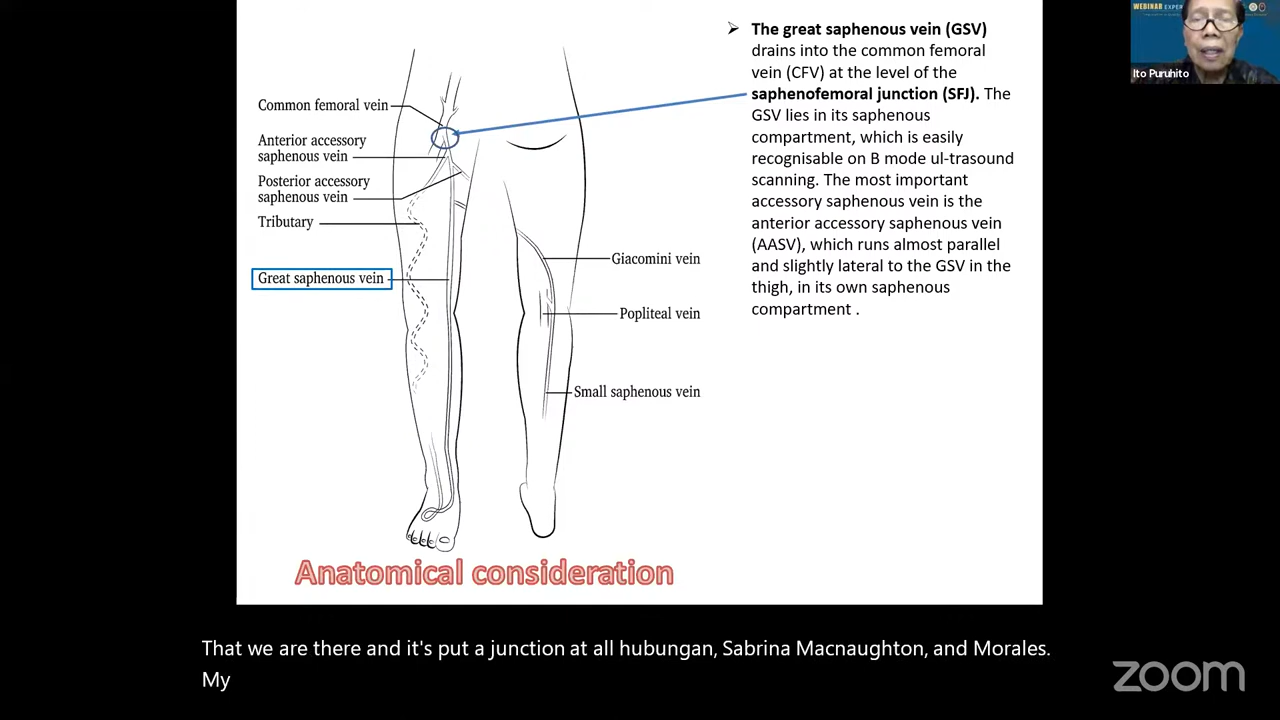 Common femoral vein
Anterior accessory
saphenous vein
Posterior accessory
saphenous vein
Tributary
Great saphenous vein
Giacomini vein
Popliteal vein
Small saphenous vein
Anatomical consideration
➢ The great saphenous vein (GSV)
drains into the common femoral
vein (CFV) at the level of the
saphenofemoral junction (SFJ). The
GSV lies in its saphenous
compartment, which is easily
recognisable on B mode ul-trasound
scanning. The most important
accessory saphenous vein is the
anterior accessory saphenous vein
(AASV), which runs almost parallel
and slightly lateral to the GSV in the
thigh, in its own saphenous
compartment .
WEBINAR
Ito Puruhito
That we are there and it's put a junction at all hubungan, Sabrina Macnaughton, and Morales.
My
zoom